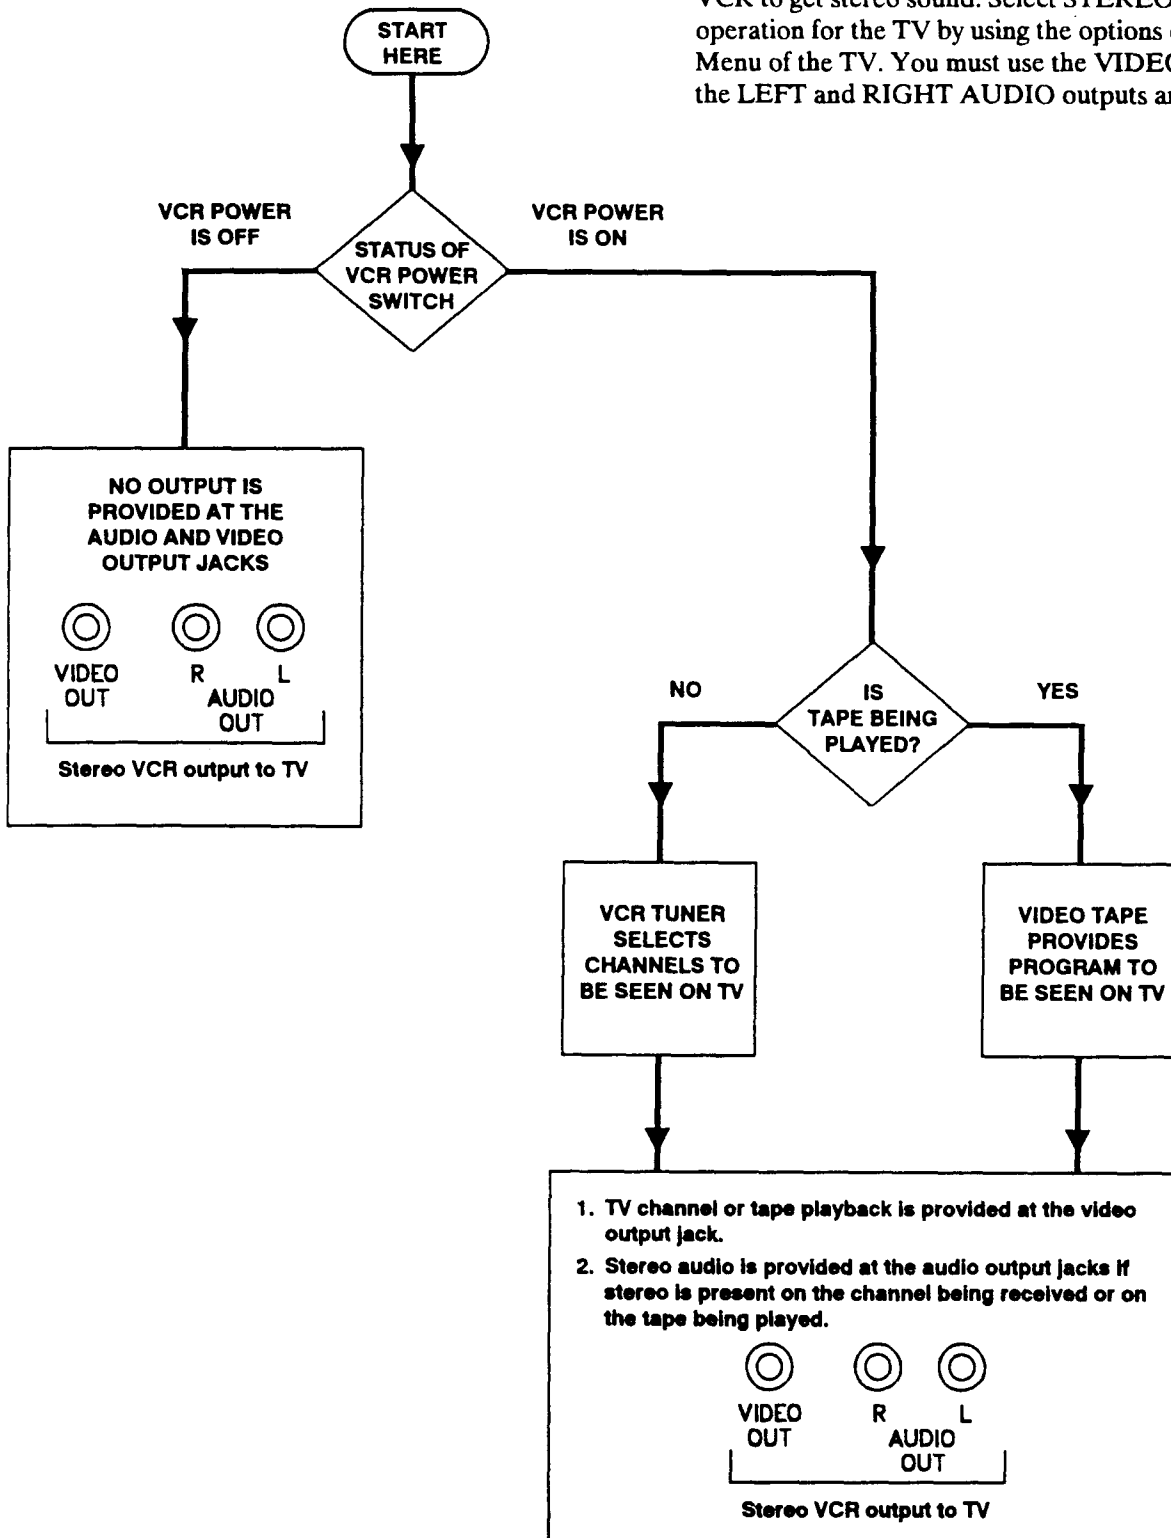 VCR to get stereo sound. Select STEREO
operation for the TV by using the options
Menu of the TV. You must use the VIDEO
the LEFT and RIGHT AUDIO outputs
START
HERE
VCR POWER
IS OFF
VCR POWER
IS ON
STATUS OF
VCR POWER
SWITCH
NO OUTPUT IS
PROVIDED AT THE
AUDIO AND VIDEO
OUTPUT JACKS
VIDEO
OUT
R L
AUDIO
OUT
Stereo VCR output to TV
NO
IS
TAPE BEING
PLAYED?
YES
VCR TUNER
SELECTS
CHANNELS TO
BE SEEN ON TV
VIDEO TAPE
PROVIDES
PROGRAM TO
BE SEEN ON TV
1. TV channel or tape playback is provided at the video
output jack.
2. Stereo audio is provided at the audio output jacks if
stereo is present on the channel being received or on
the tape being played.
VIDEO
OUT
R L
AUDIO
OUT
Stereo VCR output to TV